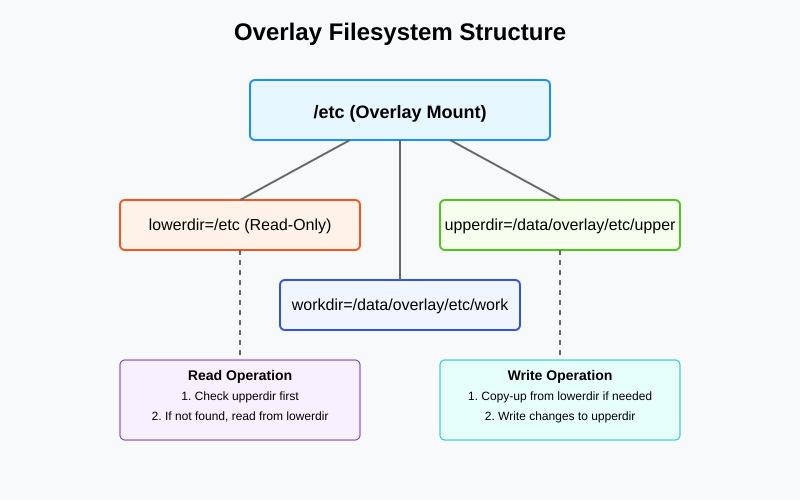 Overlay Filesystem Structure
/etc (Overlay Mount)
lowerdir=/etc (Read-Only)
upperdir=/data/overlay/etc/upper
workdir=/data/overlay/etc/work
Read Operation
1. Check upperdir first
2. If not found, read from lowerdir
Write Operation
1. Copy-up from lowerdir if needed
2. Write changes to upperdir